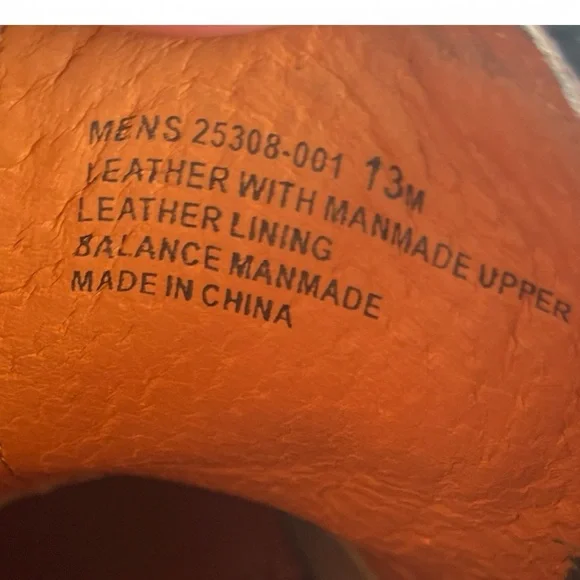 MENS 25308-001 13M
LEATHER WITH MANMADE UPPER
LEATHER LINING
BALANCE MANMADE
MADE IN CHINA